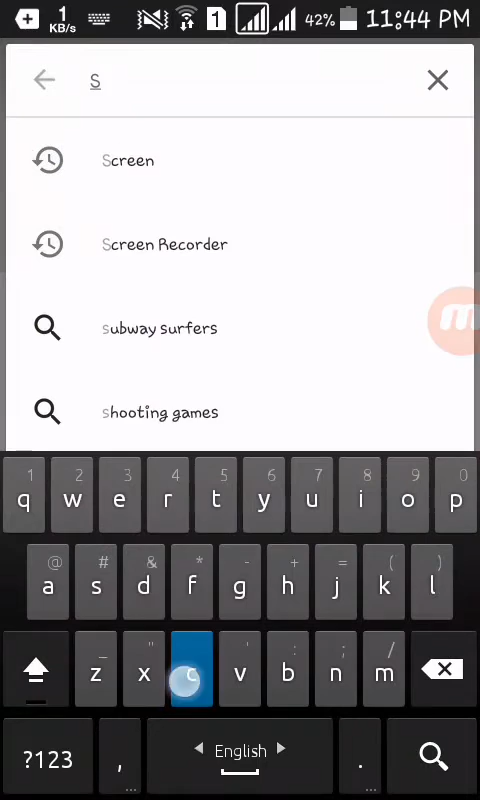 1
KB/s
1
42%
11:44 PM
S
Screen
Screen Recorder
subway surfers
shooting games
1 2 3 4 5 6 7 8 9 0
q w e r t y u i o p
@ # & * - + = ( )
a s d f g h j k l
_ " ' : ; /
z x c v b n m
?123 , English .